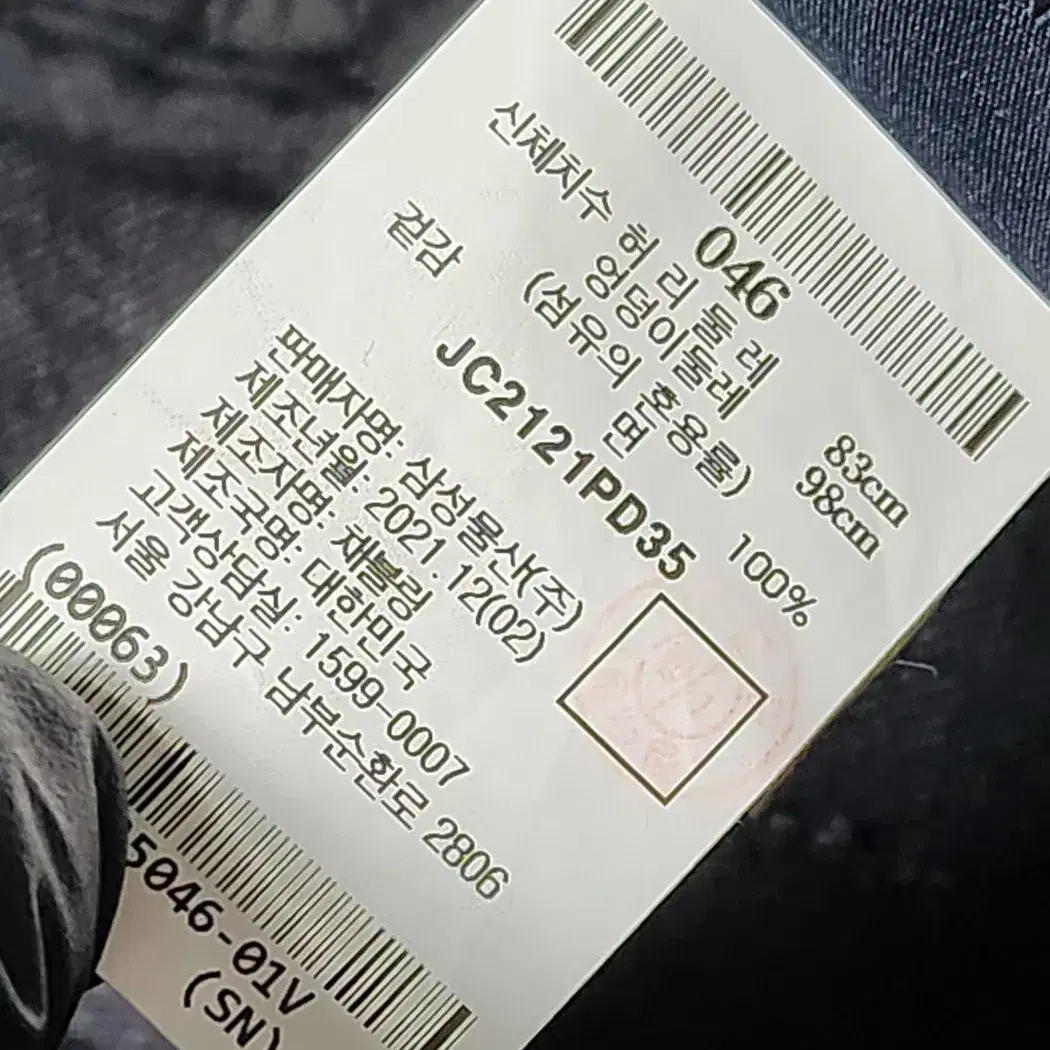 046
신체치수 허 리 둘 레 83cm
엉덩이둘레 98cm
(섬유의 혼용률)
겉감 면 100%
JC2121PD35
판매자명: 삼성물산(주)
제조년월: 2021.12(02)
제조자명: 채블링
제조국명: 대한민국
고객상담실: 1599-0007
서울 강남구 남부순환로 2806
(00063)
5046-01V
(SN)